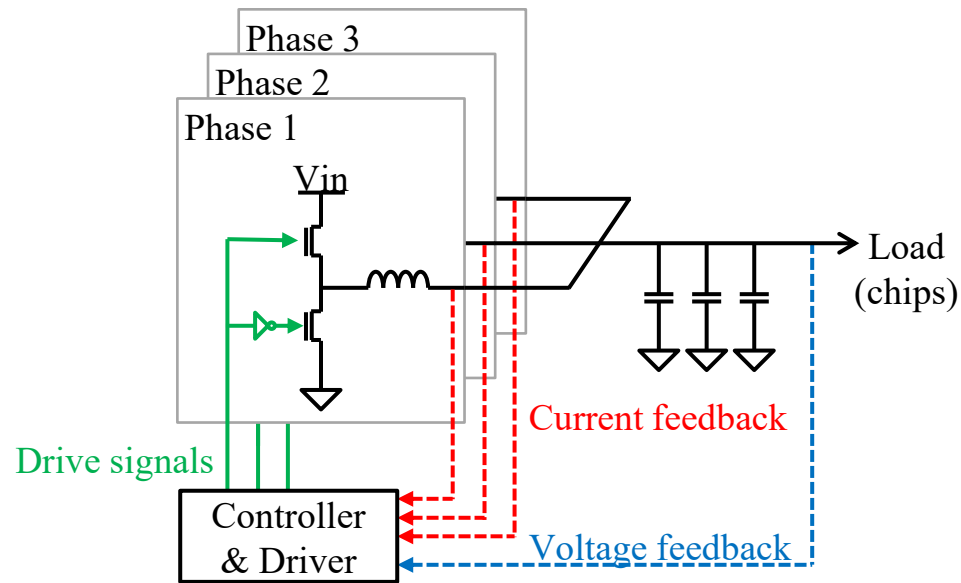 Phase 3
Phase 2
Phase 1
Vin
Load
(chips)
Current feedback
Drive signals
Controller
& Driver
Voltage feedback